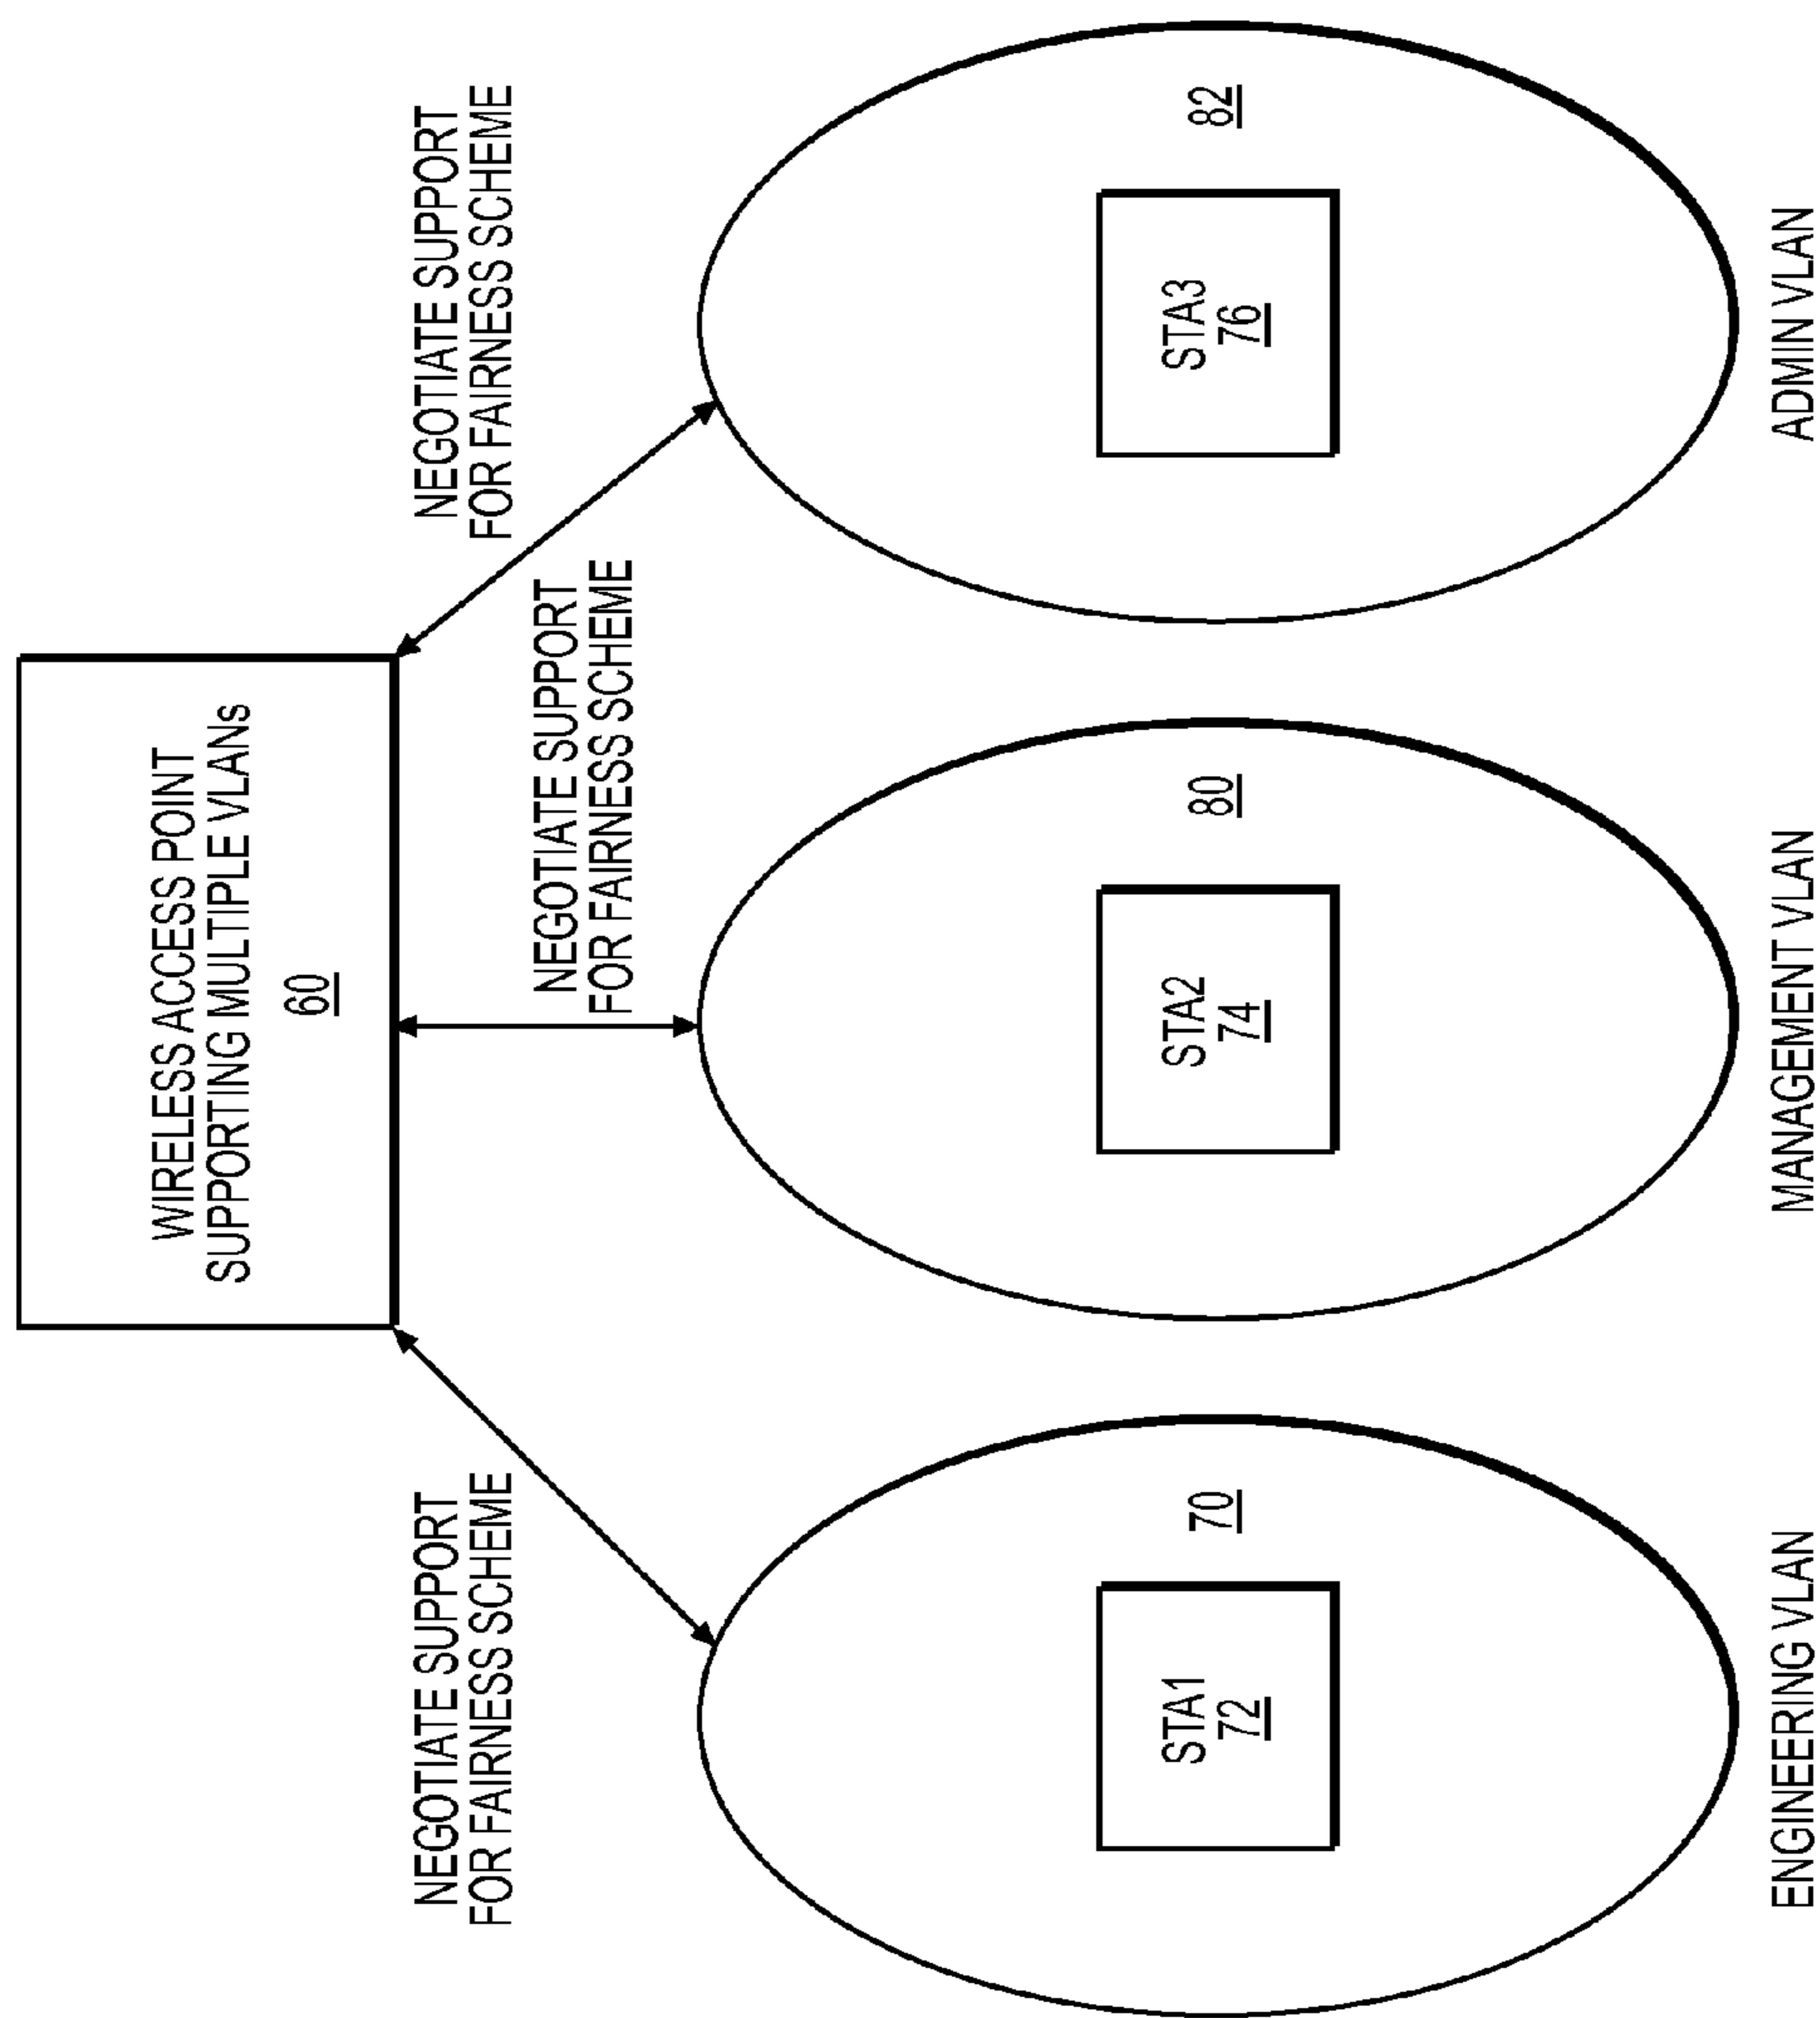 WIRELESS ACCESS POINT
SUPPORTING MULTIPLE VLANs
60
NEGOTIATE SUPPORT
FOR FAIRNESS SCHEME
NEGOTIATE SUPPORT
FOR FAIRNESS SCHEME
NEGOTIATE SUPPORT
FOR FAIRNESS SCHEME
STA1
72
70
STA2
74
80
STA3
76
82
ENGINEERING VLAN
MANAGEMENT VLAN
ADMIN VLAN